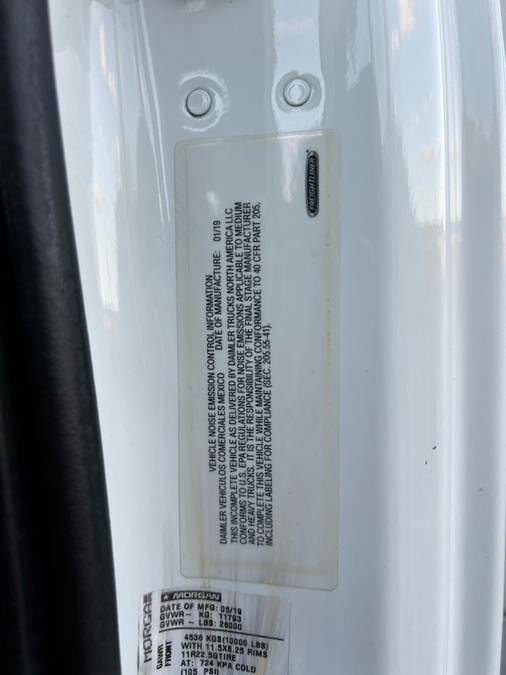 FREIGHTLINER
VEHICLE NOISE EMISSION CONTROL INFORMATION
DAIMLER VEHICULOS COMERCIALES MEXICO DATE OF MANUFACTURE: 01/19
THIS INCOMPLETE VEHICLE AS DELIVERED BY DAIMLER TRUCKS NORTH AMERICA LLC
CONFORMS TO U.S. EPA REGULATIONS FOR NOISE EMISSIONS APPLICABLE TO MEDIUM
AND HEAVY TRUCKS. IT IS THE RESPONSIBILITY OF THE FINAL STAGE MANUFACTURER
TO COMPLETE THIS VEHICLE WHILE MAINTAINING CONFORMANCE TO 40 CFR PART 205,
INCLUDING LABELING FOR COMPLIANCE (SEC. 205.55-41).
MORGAN
MORGAN
DATE OF MFG: 05/19
GVWR- KG: 11793
GVWR - LBS: 26000
GAWR
FRONT
4536 KGS(10000 LBS)
WITH 11.5X8.25 RIMS
11R22.5GTIRE
AT: 724 KPA COLD
(105 PSI)